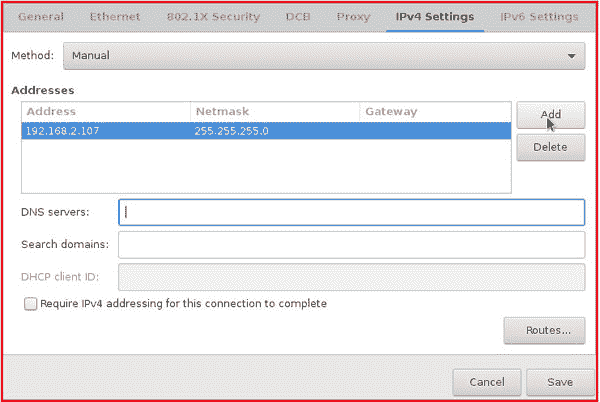 General Ethernet 802.1X Security DCB Proxy IPv4 Settings IPv6 Settings
Method: Manual
Addresses
Address Netmask Gateway
192.168.2.107 255.255.255.0
Add
Delete
DNS servers:
Search domains:
DHCP client ID:
Require IPv4 addressing for this connection to complete
Routes...
Cancel Save